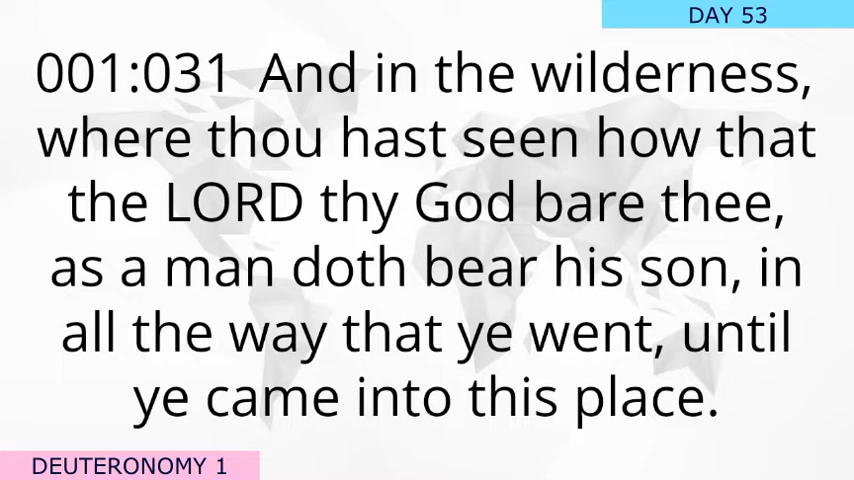 DAY 53
001:031 And in the wilderness,
where thou hast seen how that
the LORD thy God bare thee,
as a man doth bear his son, in
all the way that ye went, until
ye came into this place.
DEUTERONOMY 1